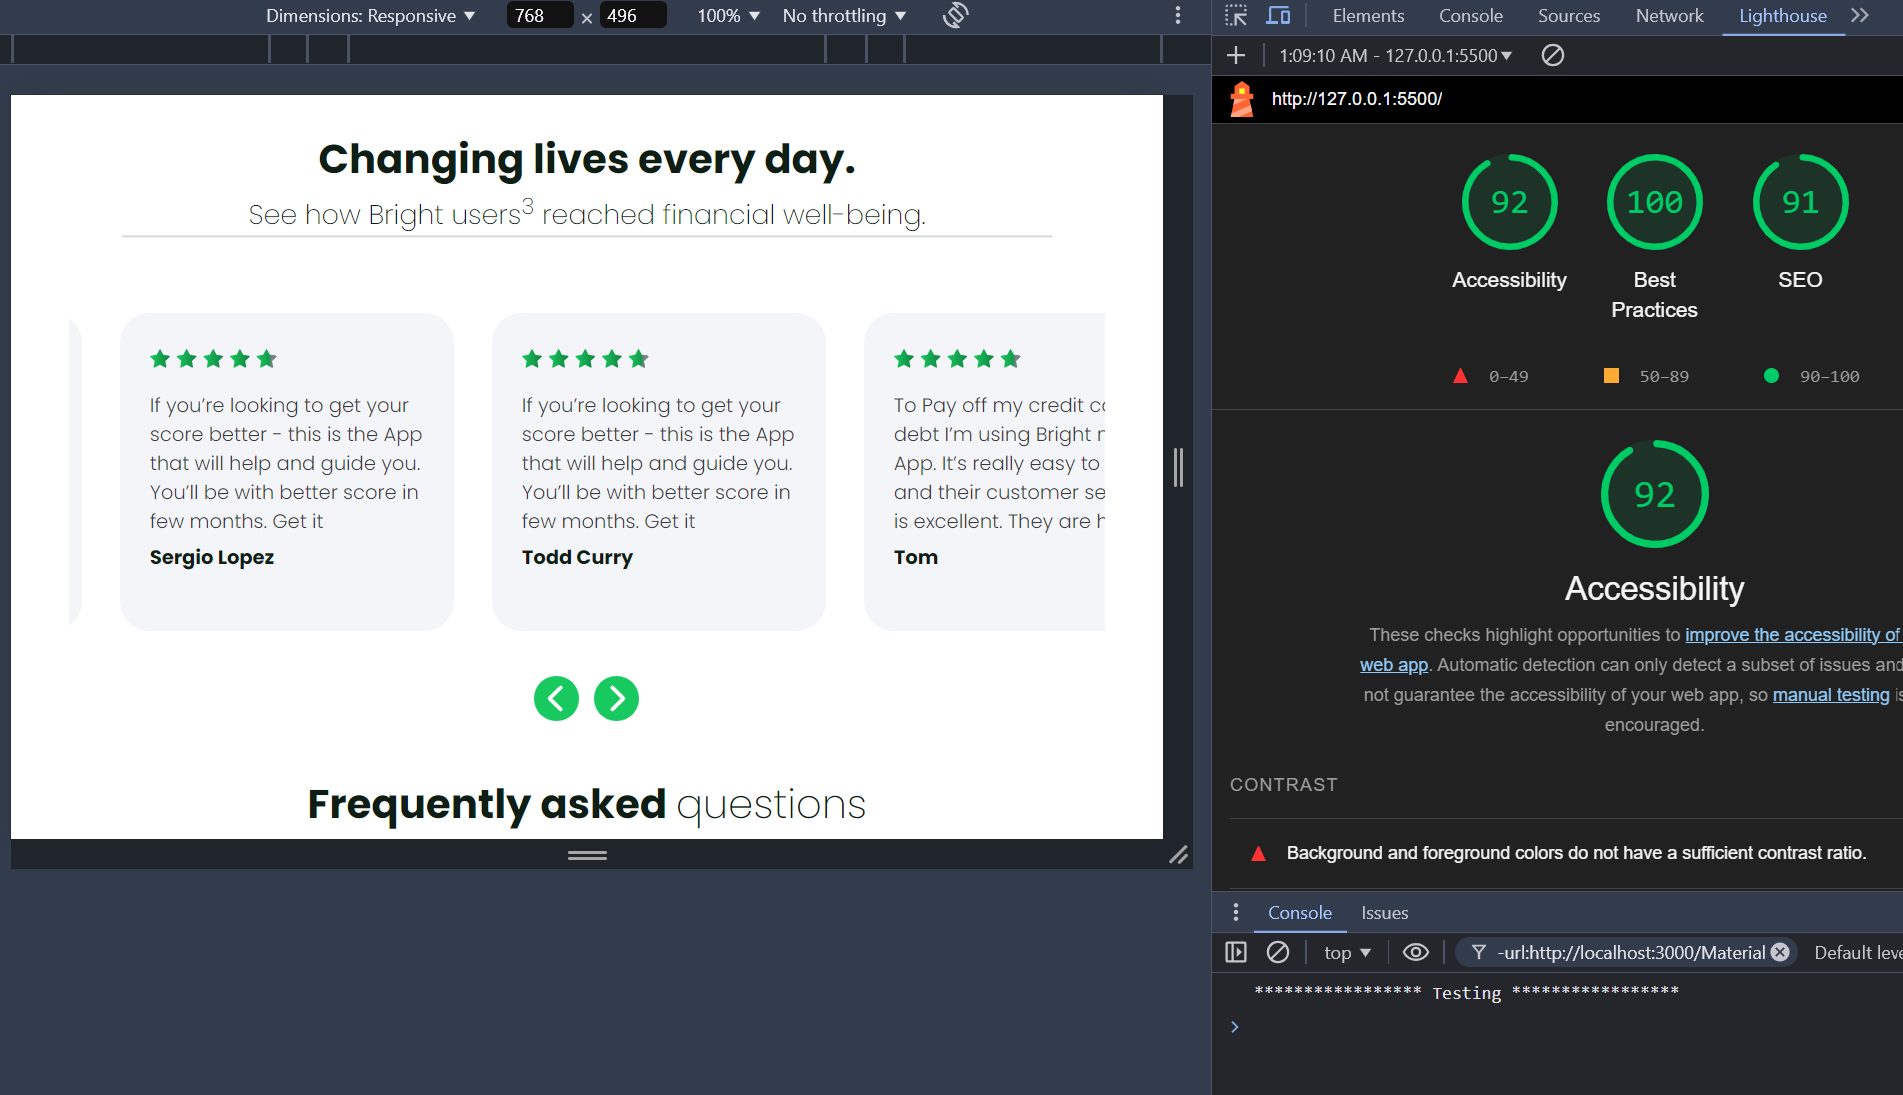 Dimensions: Responsive ▼ 768 × 496 100% ▼ No throttling ▼
Elements Console Sources Network Lighthouse
1:09:10 AM - 127.0.0.1:5500▼
http://127.0.0.1:5500/
Changing lives every day.
See how Bright users3 reached financial well-being.
If you’re looking to get your
score better - this is the App
that will help and guide you.
You’ll be with better score in
few months. Get it
Sergio Lopez
If you’re looking to get your
score better - this is the App
that will help and guide you.
You’ll be with better score in
few months. Get it
Todd Curry
To Pay off my credit
debt I’m using Bright
App. It’s really easy to
and their customer se
is excellent. They are
Tom
Frequently asked questions
92 100 91
Accessibility Best Practices SEO
0–49 50–89 90–100
92
Accessibility
These checks highlight opportunities to improve the accessibility of
web app. Automatic detection can only detect a subset of issues and
not guarantee the accessibility of your web app, so manual testing is
encouraged.
CONTRAST
Background and foreground colors do not have a sufficient contrast ratio.
Console Issues
top ▼ -url:http://localhost:3000/Material Default leve
***************** Testing *****************